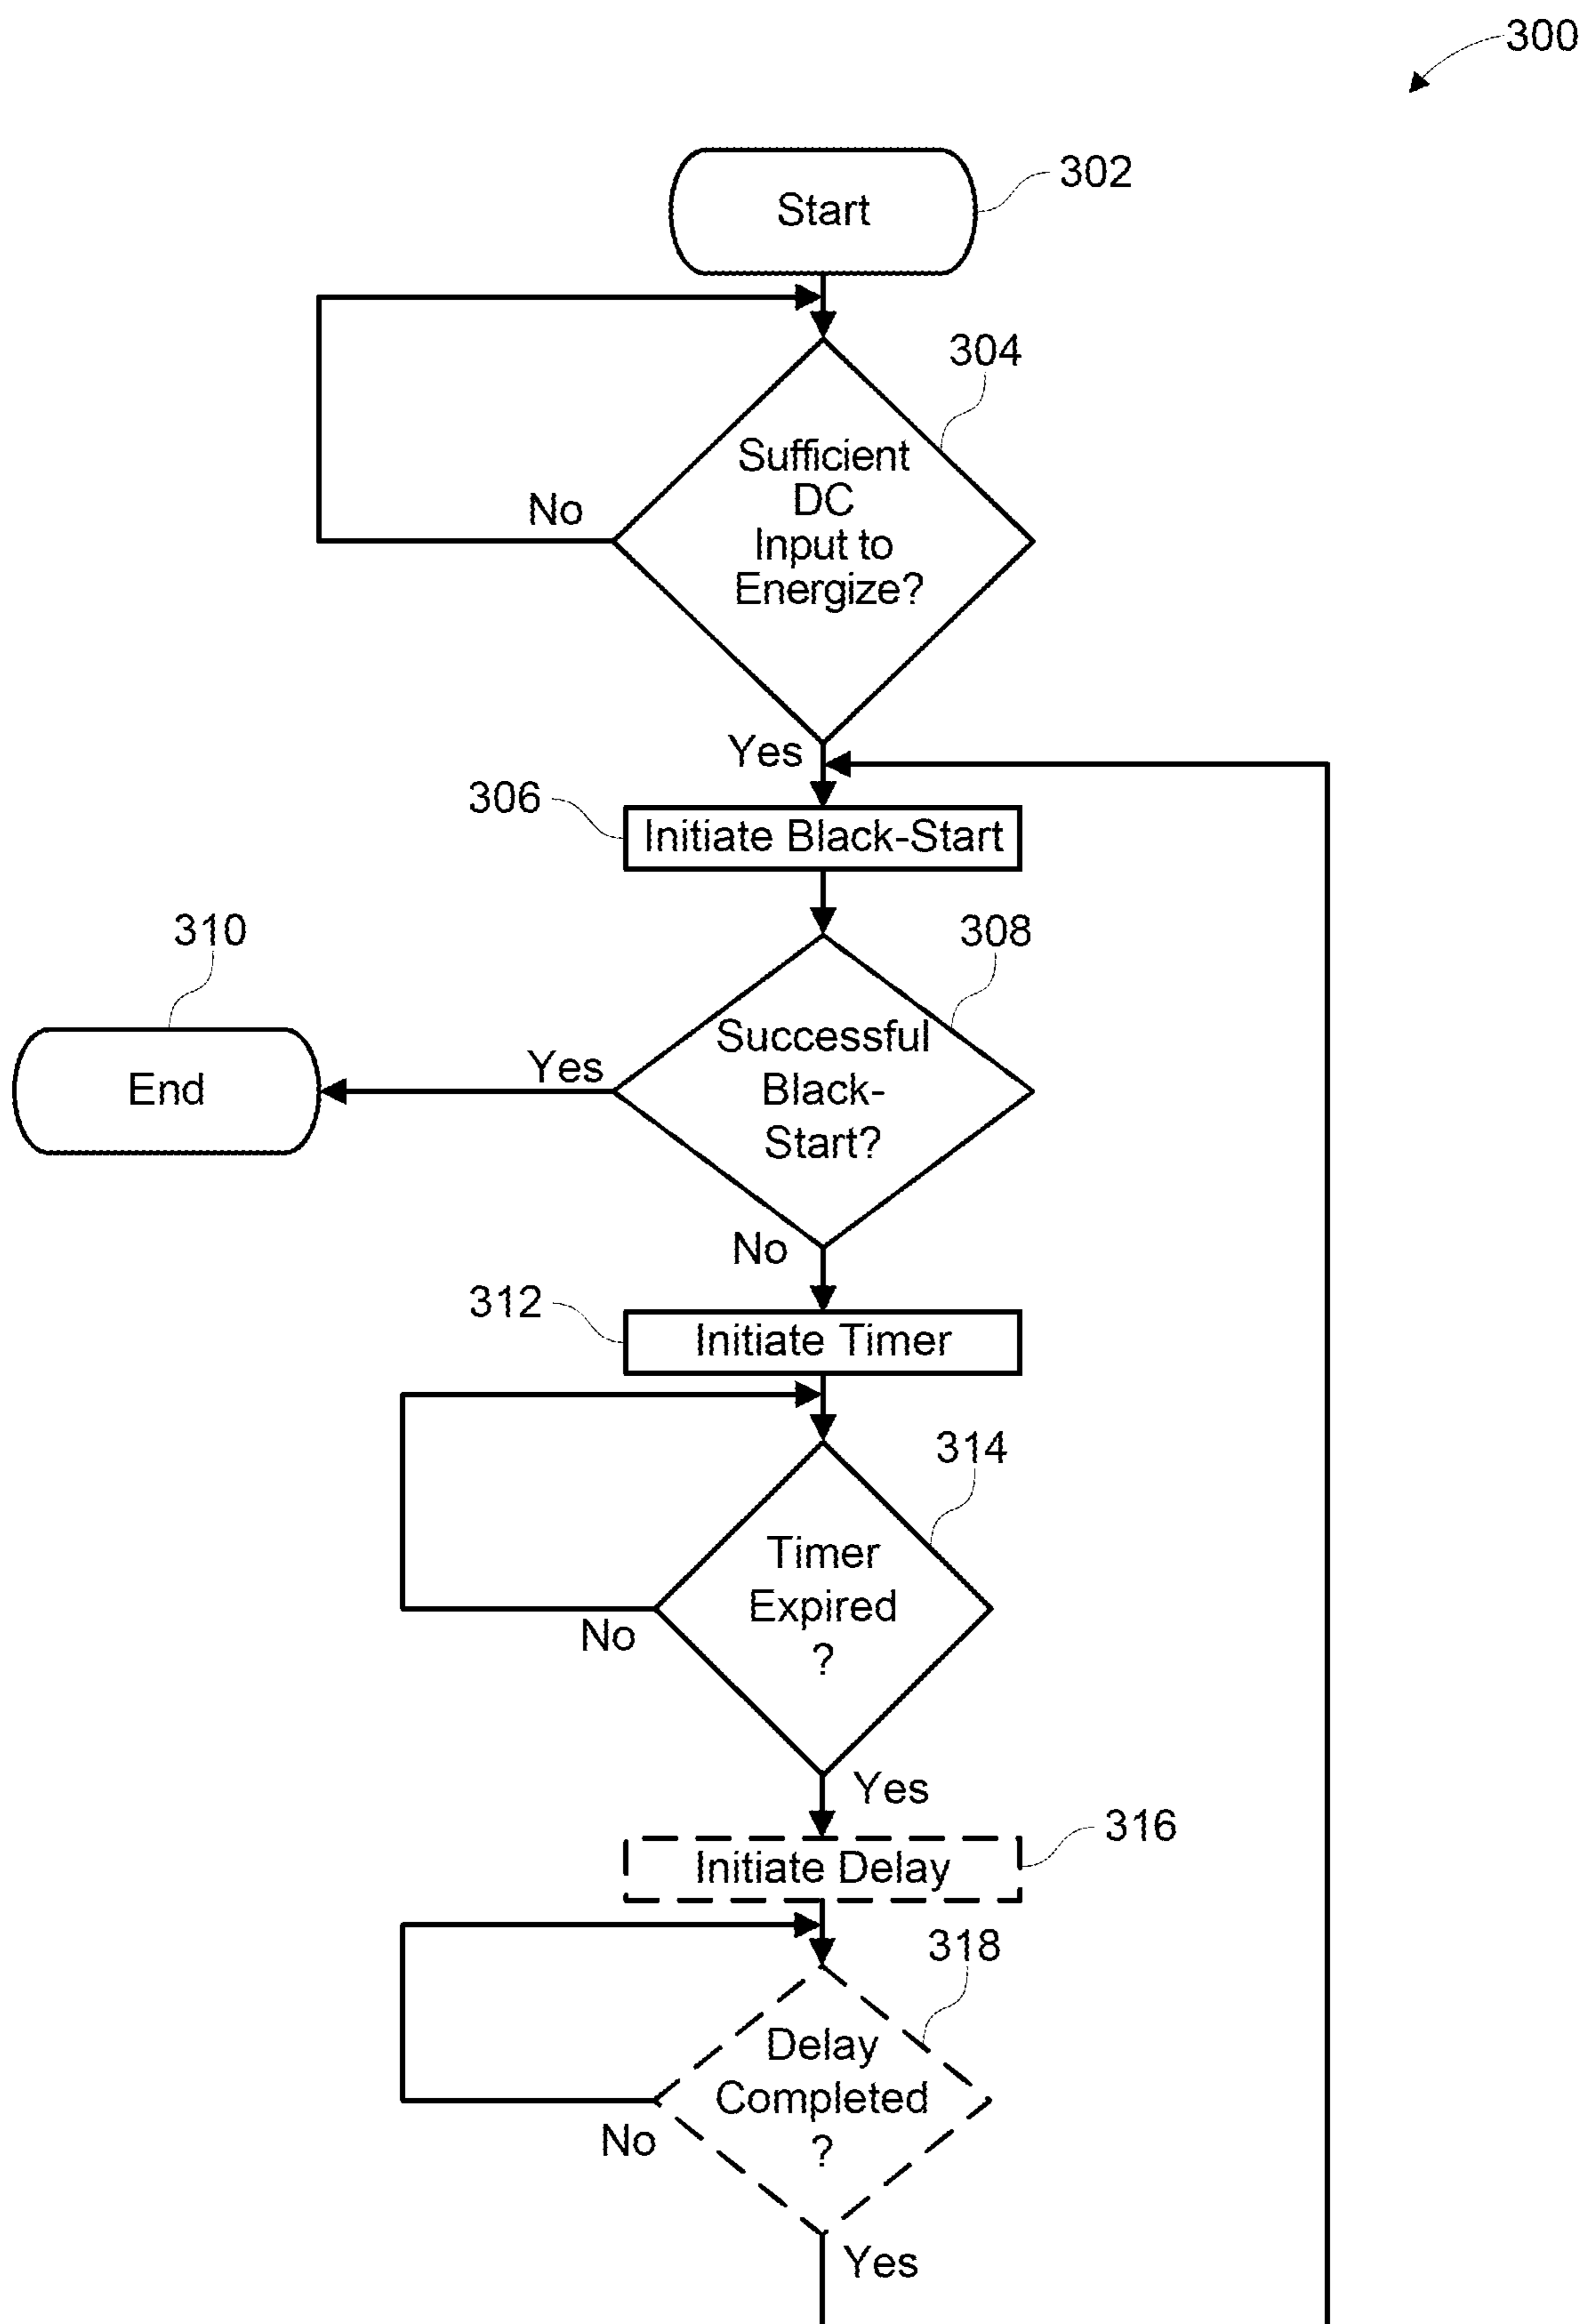 300
302
Start
304
Sufficient
DC
Input to
Energize?
No
Yes
306
Initiate Black-Start
310
308
Successful
Black-
Start?
Yes
End
No
312
Initiate Timer
314
Timer
Expired
?
No
Yes
316
Initiate Delay
318
Delay
Completed
?
No
Yes